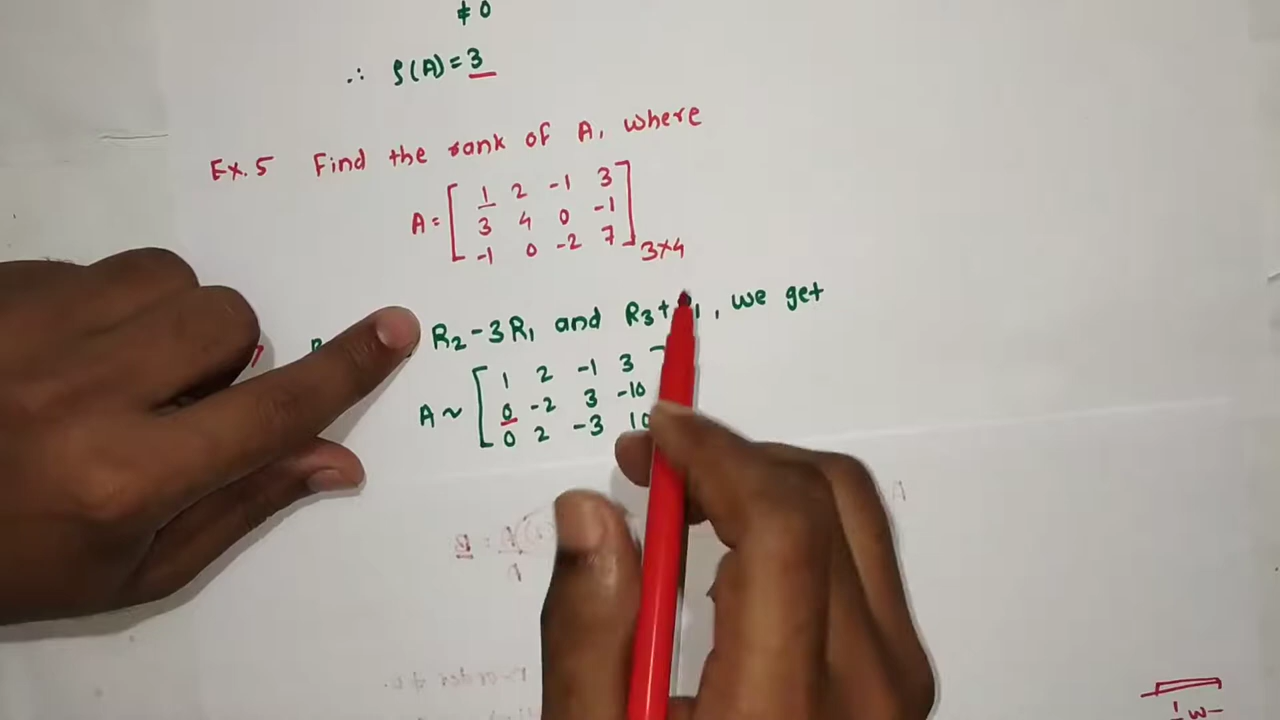 ≠ 0
∴ ρ(A) = 3
Ex. 5 Find the rank of A, where
A = [ 1 2 -1 3
3 4 0 -1
-1 0 -2 7 ] 3×4
R2 - 3R1 and R3 + R1, we get
A ~ [ 1 2 -1 3
0 -2 3 -10
0 2 -3 10